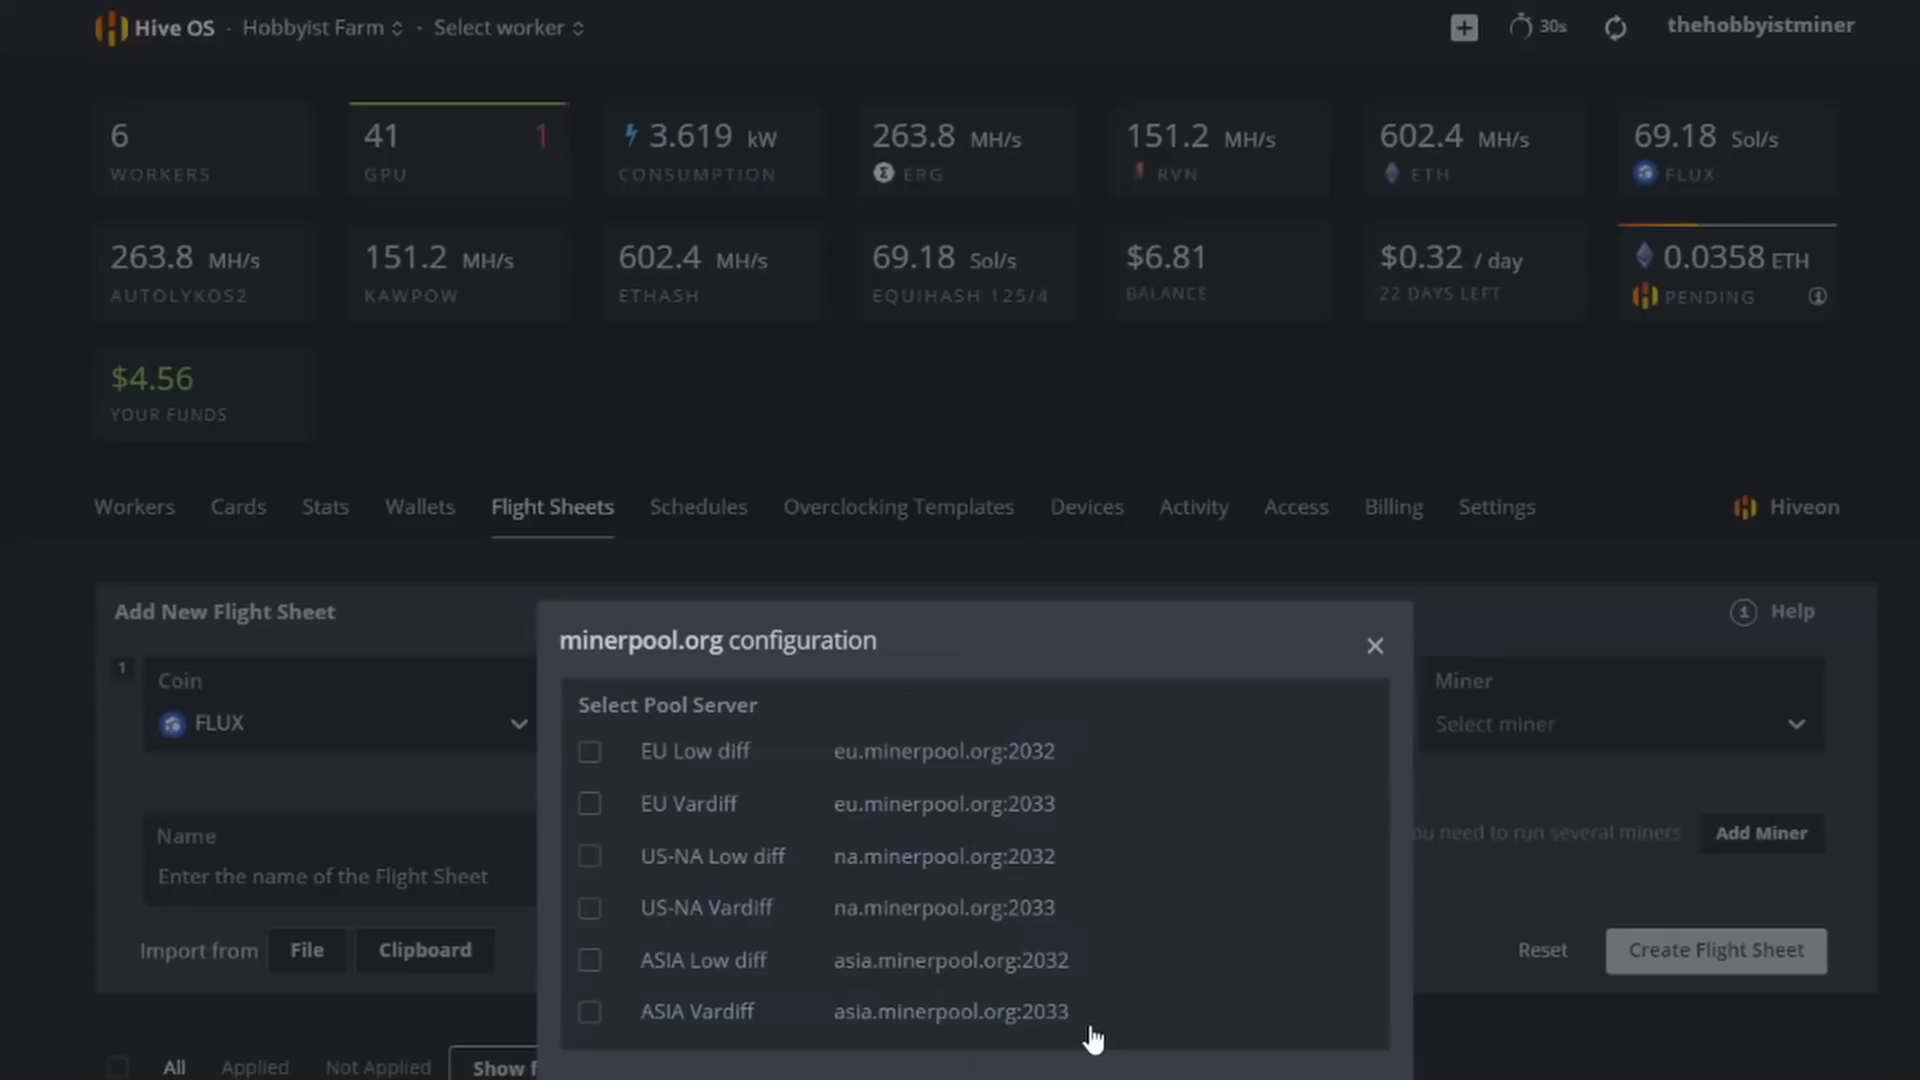 Hive OS · Hobbyist Farm · Select worker 30s thehobbyistminer
6 41 1 3.619 kW 263.8 MH/s 151.2 MH/s 602.4 MH/s 69.18 Sol/s
WORKERS GPU CONSUMPTION ERG RVN ETH FLUX
263.8 MH/s 151.2 MH/s 602.4 MH/s 69.18 Sol/s $6.81 $0.32 / day 0.0358 ETH
AUTOLYKOS2 KAWPOW ETHASH EQUIHASH 125/4 BALANCE 22 DAYS LEFT PENDING
$4.56
YOUR FUNDS
Workers Cards Stats Wallets Flight Sheets Schedules Overclocking Templates Devices Activity Access Billing Settings Hiveon
Add New Flight Sheet Help
1 Coin Miner
FLUX Select miner
minerpool.org configuration
Select Pool Server
EU Low diff eu.minerpool.org:2032
EU Vardiff eu.minerpool.org:2033
US-NA Low diff na.minerpool.org:2032
US-NA Vardiff na.minerpool.org:2033
ASIA Low diff asia.minerpool.org:2032
ASIA Vardiff asia.minerpool.org:2033
need to run several miners Add Miner
Name
Enter the name of the Flight Sheet
Import from File Clipboard Reset Create Flight Sheet
All Applied Not Applied Show